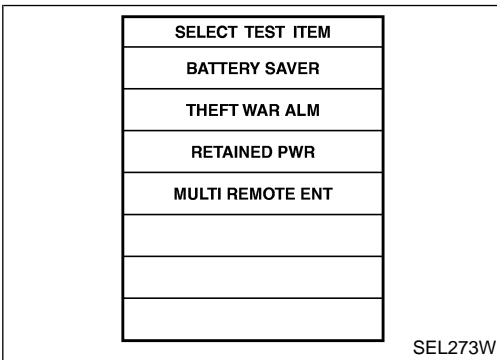 SELECT TEST ITEM
BATTERY SAVER
THEFT WAR ALM
RETAINED PWR
MULTI REMOTE ENT
SEL273W